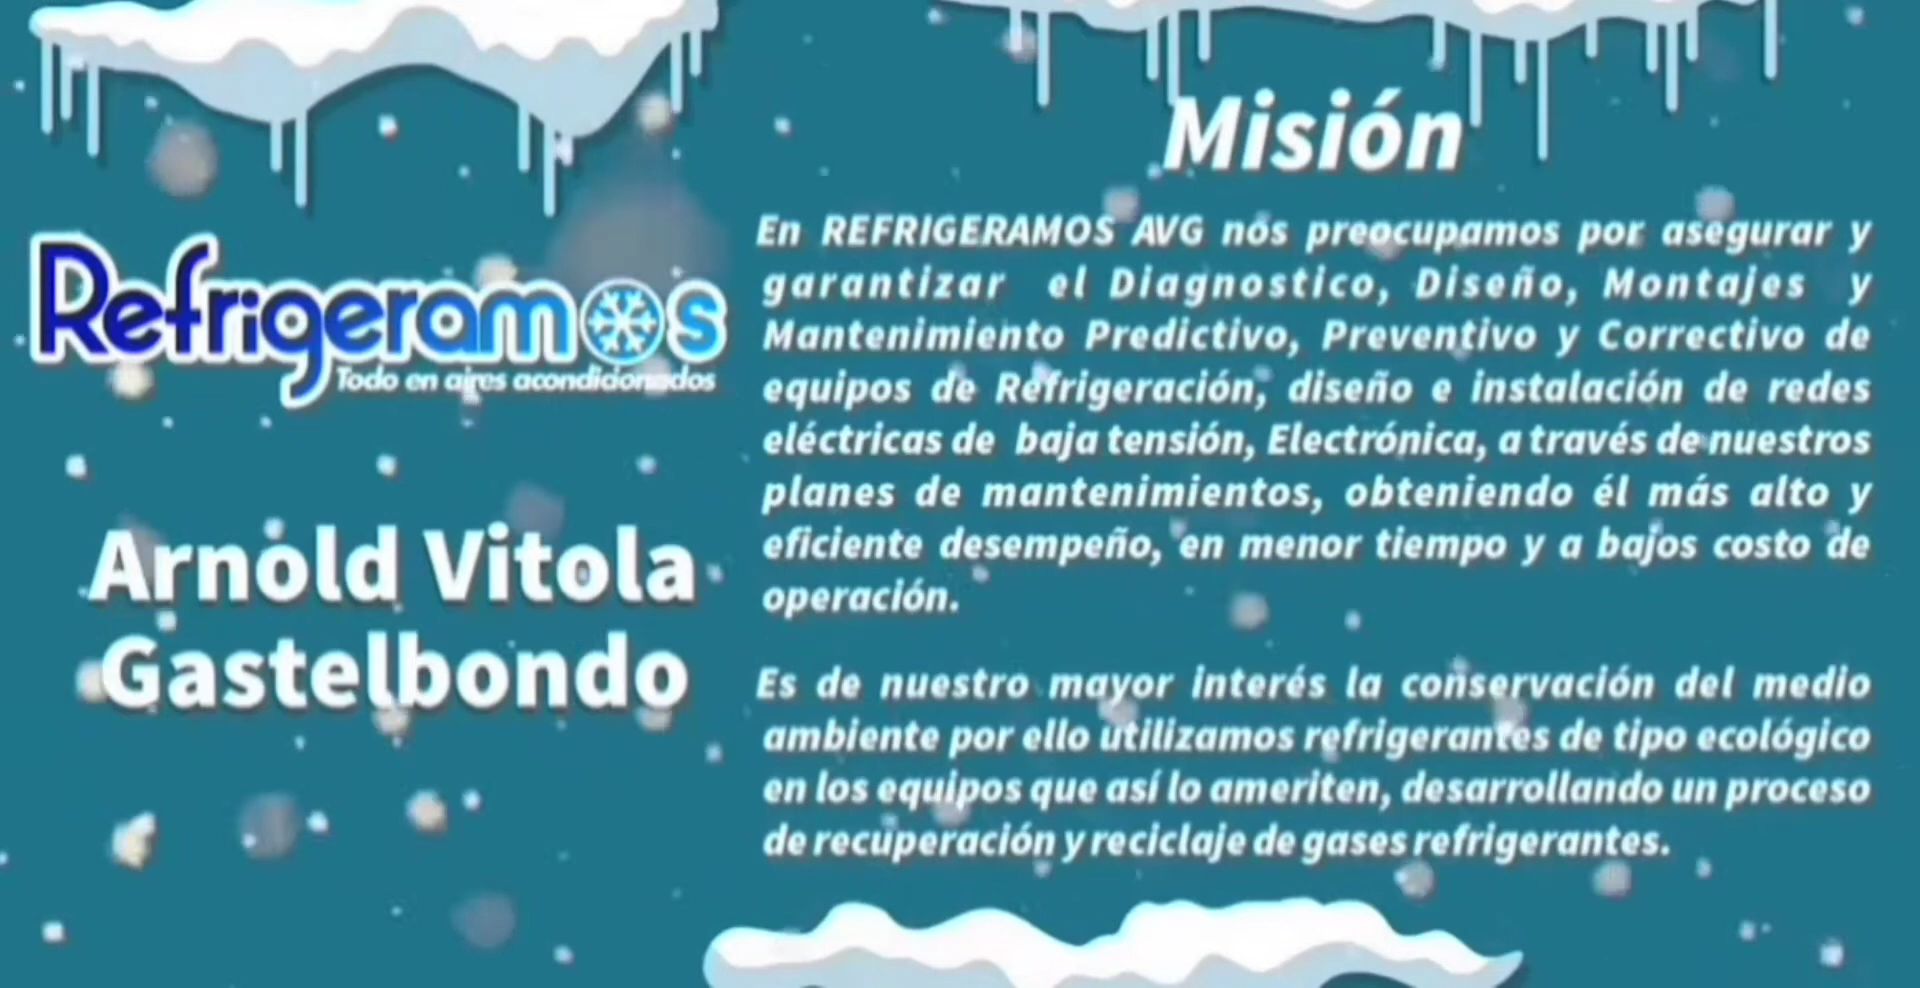 Refrigeramos
Todo en aires acondicionados
Arnold Vitola
Gastelbondo
Misión
En REFRIGERAMOS AVG nos preocupamos por asegurar y
garantizar el Diagnostico, Diseño, Montajes y
Mantenimiento Predictivo, Preventivo y Correctivo de
equipos de Refrigeración, diseño e instalación de redes
eléctricas de baja tensión, Electrónica, a través de nuestros
planes de mantenimientos, obteniendo él más alto y
eficiente desempeño, en menor tiempo y a bajos costo de
operación.
Es de nuestro mayor interés la conservación del medio
ambiente por ello utilizamos refrigerantes de tipo ecológico
en los equipos que así lo ameriten, desarrollando un proceso
de recuperación y reciclaje de gases refrigerantes.